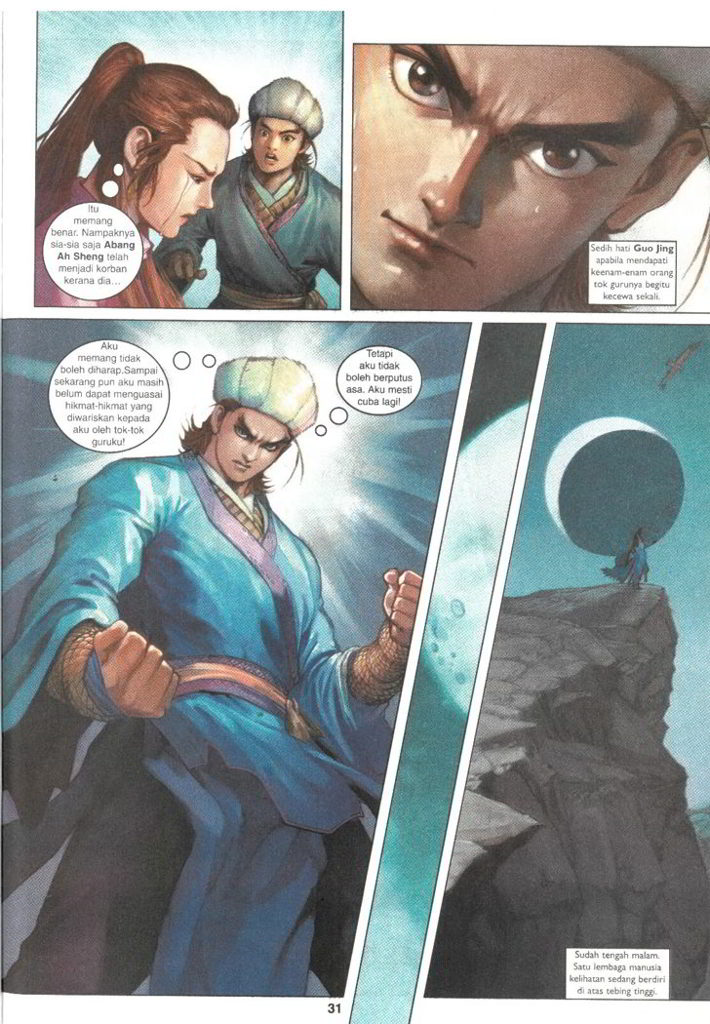 Itu
memang
benar. Nampaknya
sia-sia saja Abang
Ah Sheng telah
menjadi korban
kerana dia...
Sedih hati Guo Jing
apabila mendapati
keenam-enam orang
tok gurunya begitu
kecewa sekali.
Aku
memang tidak
boleh diharap.Sampai
sekarang pun aku masih
belum dapat menguasai
hikmat-hikmat yang
diwariskan kepada
aku oleh tok-tok
guruku!
Tetapi
aku tidak
boleh berputus
asa. Aku mesti
cuba lagi!
Sudah tengah malam.
Satu lembaga manusia
kelihatan sedang berdiri
di atas tebing tinggi.
31